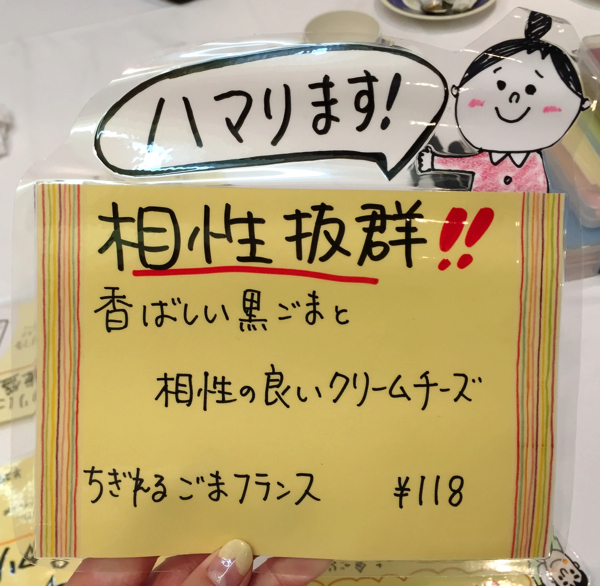 ハマります!
相性抜群!!
香ばしい黒ごまと
相性の良いクリームチーズ
ちぎれるごまフランス ¥118